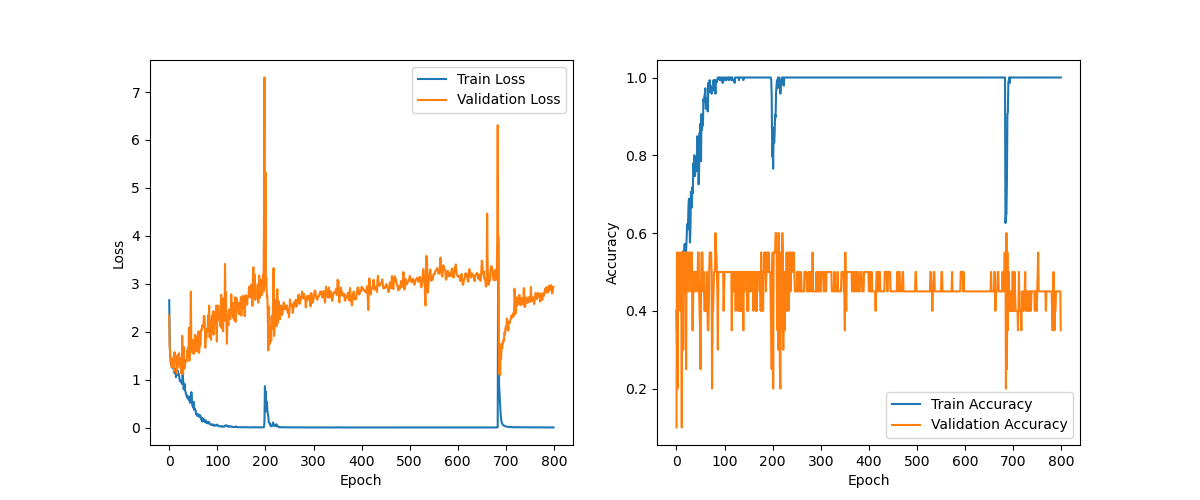 Train Loss
Validation Loss
7
6
5
4
3
2
1
0
Loss
0 100 200 300 400 500 600 700 800
Epoch
1.0
0.8
0.6
0.4
0.2
Accuracy
Train Accuracy
Validation Accuracy
0 100 200 300 400 500 600 700 800
Epoch